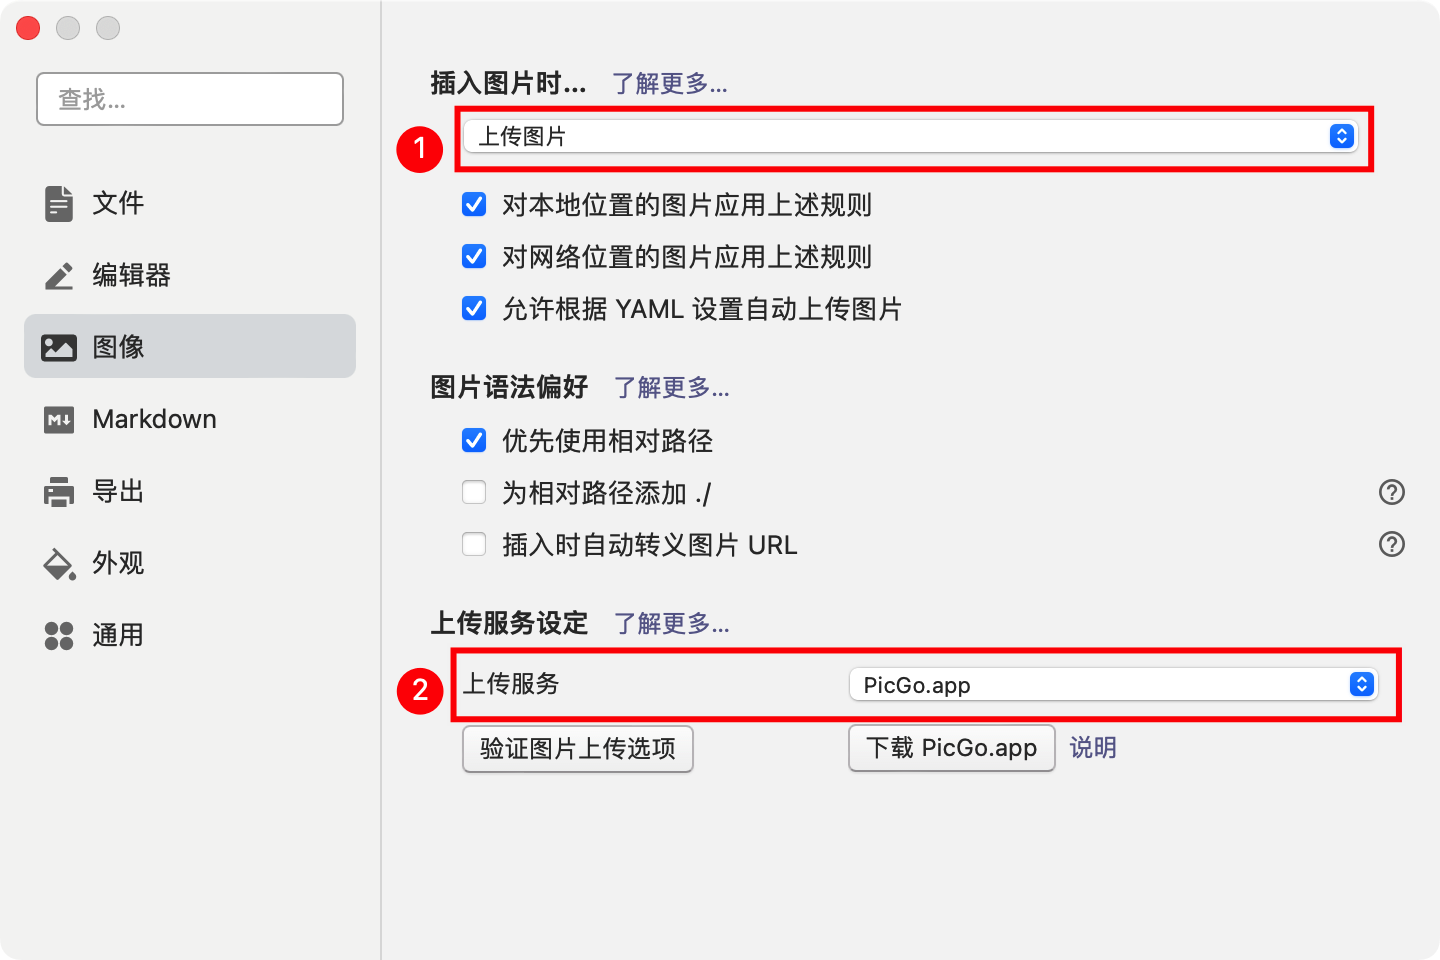 查找...
文件
编辑器
图像
Markdown
导出
外观
通用
插入图片时... 了解更多...
1 上传图片
对本地位置的图片应用上述规则
对网络位置的图片应用上述规则
允许根据 YAML 设置自动上传图片
图片语法偏好 了解更多...
优先使用相对路径
为相对路径添加 ./
插入时自动转义图片 URL
上传服务设定 了解更多...
2 上传服务 PicGo.app
验证图片上传选项 下载 PicGo.app 说明